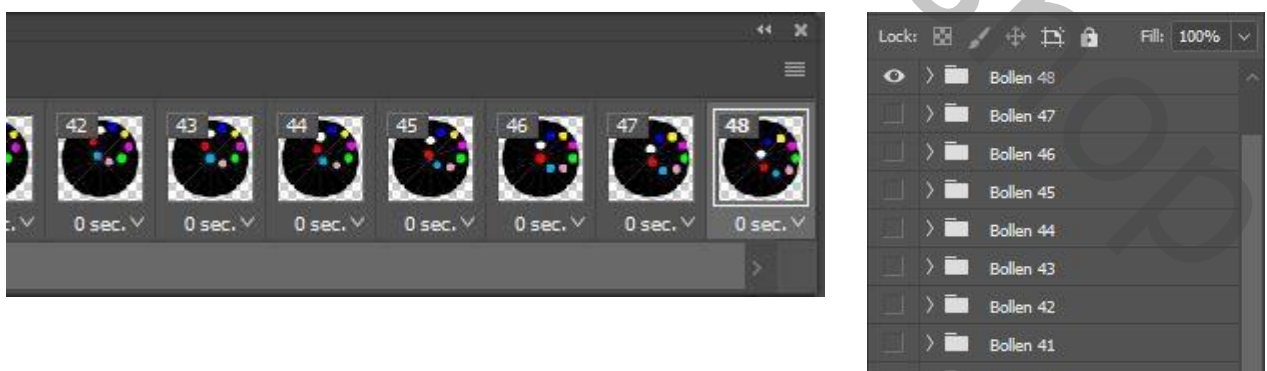 42 43 44 45 46 47 48
0 sec. 0 sec. 0 sec. 0 sec. 0 sec. 0 sec. 0 sec.
Lock: Fill: 100%
Bollen 48
Bollen 47
Bollen 46
Bollen 45
Bollen 44
Bollen 43
Bollen 42
Bollen 41